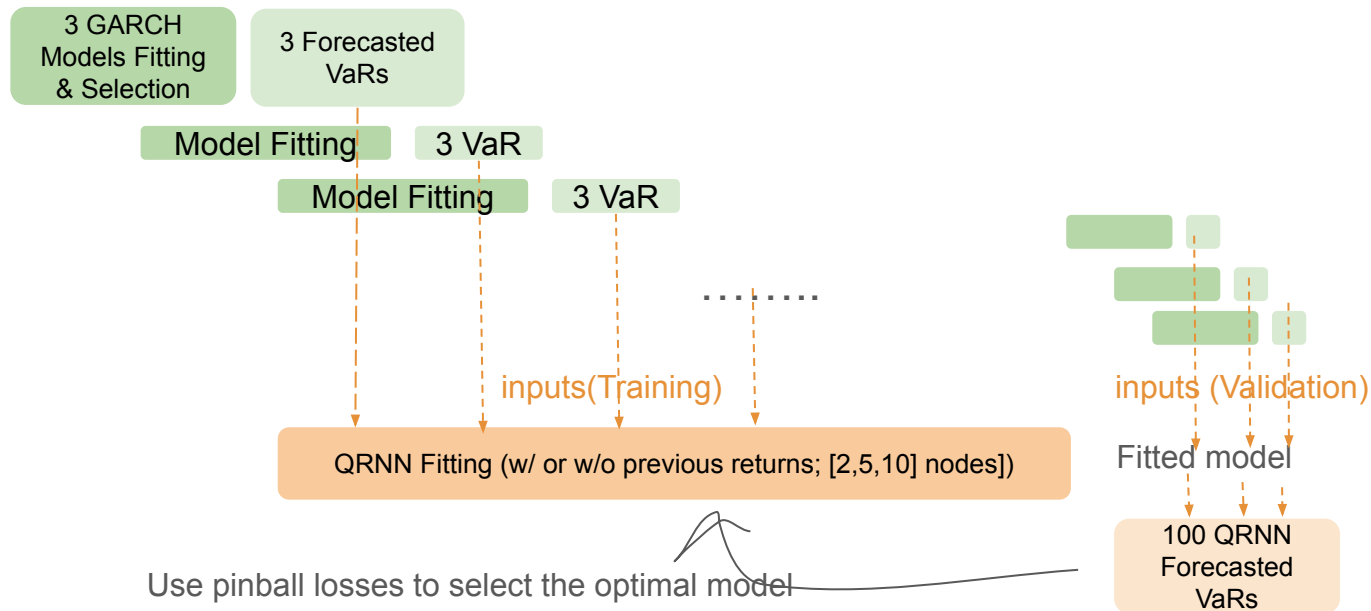 3 GARCH
Models Fitting
& Selection
3 Forecasted
VaRs
Model Fitting
3 VaR
Model Fitting
3 VaR
........
inputs(Training)
inputs (Validation)
QRNN Fitting (w/ or w/o previous returns; [2,5,10] nodes])
Fitted model
100 QRNN
Forecasted
VaRs
Use pinball losses to select the optimal model